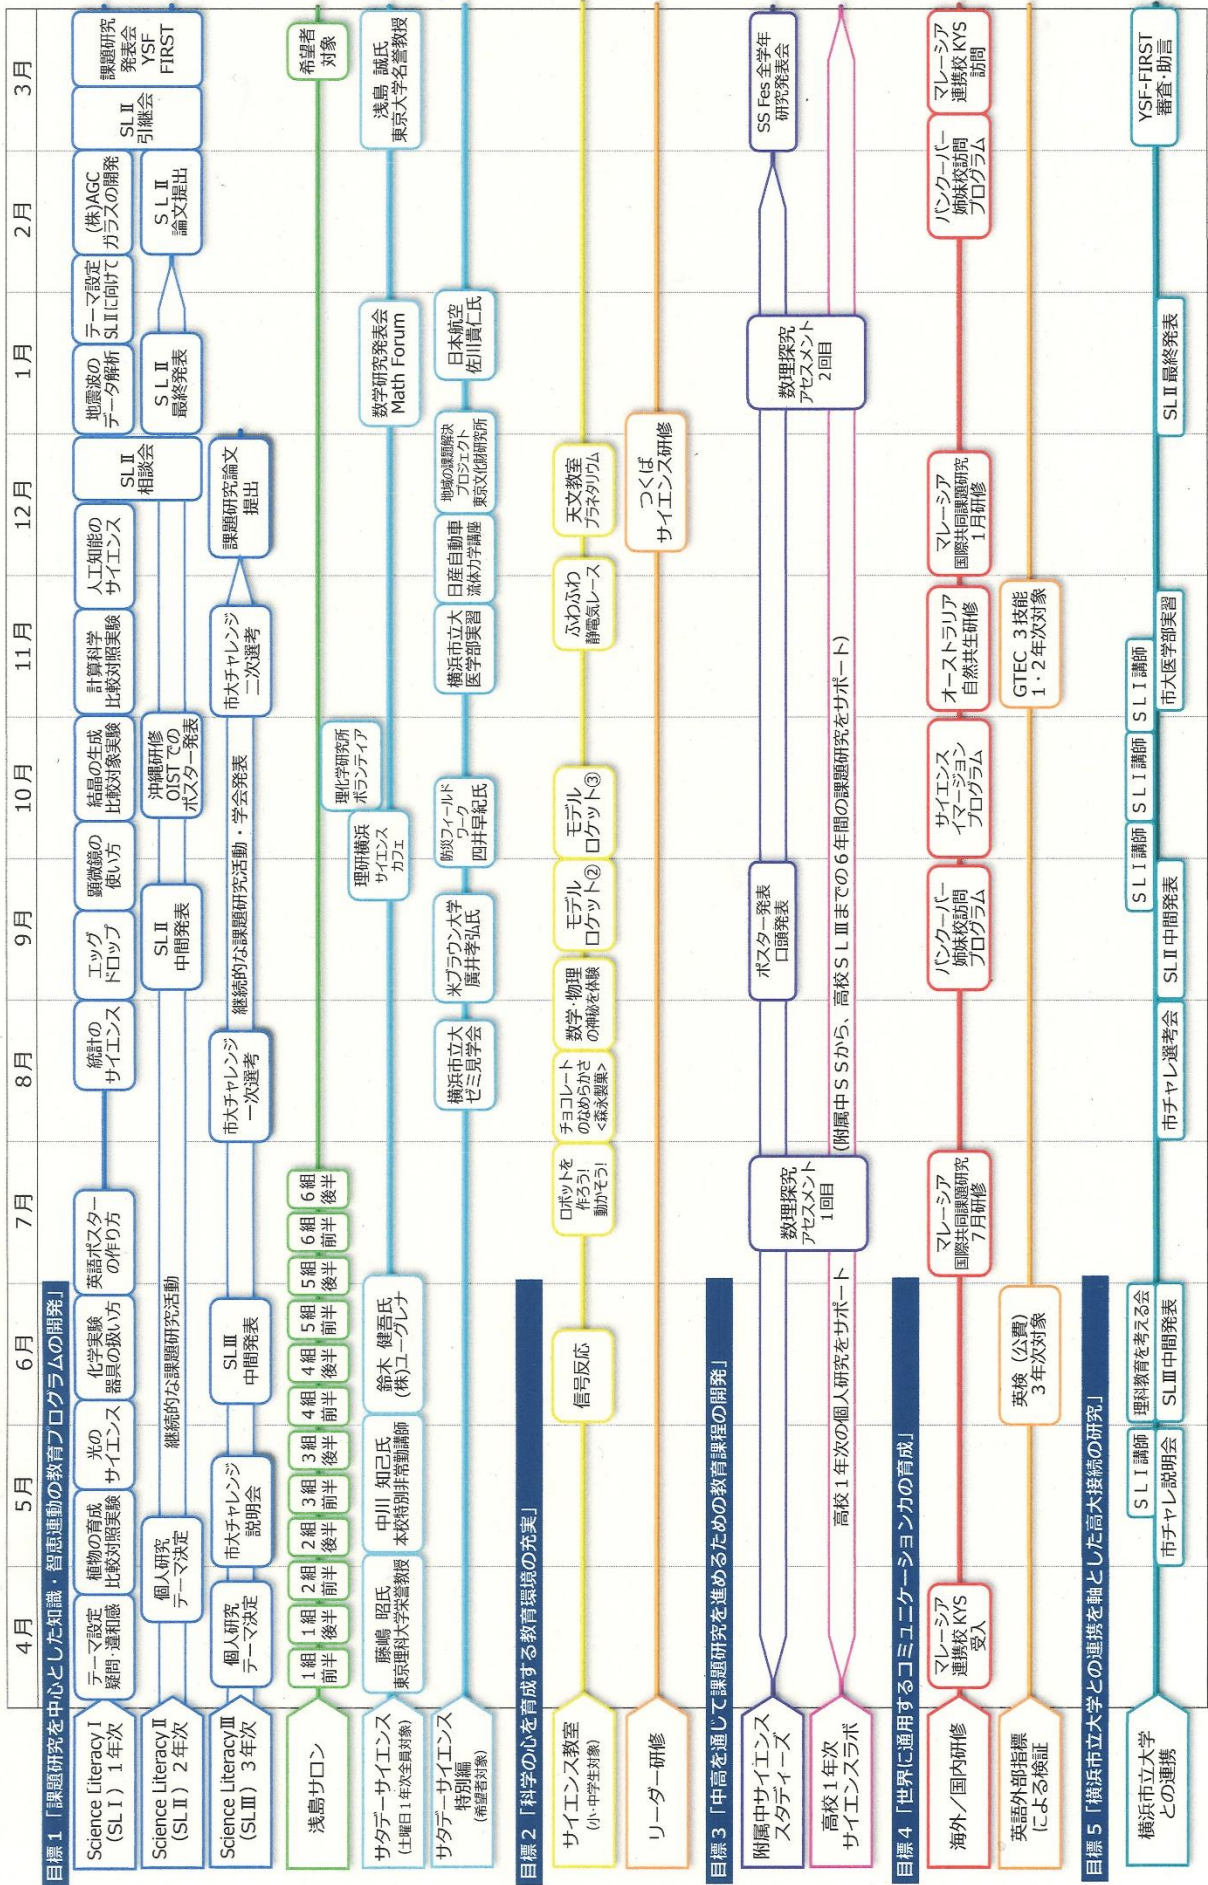 4月
5月
6月
7月
8月
9月
10月
11月
12月
1月
2月
3月
目標1「課題研究を中心とした知識・智恵連動の教育プログラムの開発」
Science Literacy Ⅰ
(SLⅠ) 1年次
テーマ設定
疑問・違和感
植物の育成
比較対照実験
光の
サイエンス
化学実験
器具の扱い方
英語ポスター
の作り方
統計の
サイエンス
エッグ
ドロップ
顕微鏡の
使い方
結晶の生成
比較対象実験
計算科学
比較対照実験
人工知能の
サイエンス
SLⅡ
相談会
地震波の
データ解析
テーマ設定
SLⅡに向けて
(株)AGC
ガラスの開発
SLⅡ
引継会
課題研究
発表会
YSF
FIRST
Science Literacy Ⅱ
(SLⅡ) 2年次
個人研究
テーマ決定
継続的な課題研究活動
SLⅡ
中間発表
沖縄研修
OISTでの
ポスター発表
SLⅡ
最終発表
SLⅡ
論文提出
Science Literacy Ⅲ
(SLⅢ) 3年次
個人研究
テーマ決定
市大チャレンジ
説明会
SLⅢ
中間発表
市大チャレンジ
一次選考
継続的な課題研究活動・学会発表
市大チャレンジ
二次選考
課題研究論文
提出
浅島サロン
1組
前半
1組
後半
2組
前半
2組
後半
3組
前半
3組
後半
4組
前半
4組
後半
5組
前半
5組
後半
6組
前半
6組
後半
希望者
対象
サタデーサイエンス
(土曜日1年次全員対象)
藤嶋 昭氏
東京理科大学栄誉教授
中川 知己氏
本校特別非常勤講師
鈴木 健吾氏
(株)ユーグレナ
理研横浜
サイエンス
カフェ
理化学研究所
ボランティア
数学研究発表会
Math Forum
浅島 誠氏
東京大学名誉教授
サタデーサイエンス
特別編
(希望者対象)
横浜市立大
ゼミ見学会
米ブラウン大学
廣井孝弘氏
防災フィールド
ワーク
四井早紀氏
横浜市立大
医学部実習
日産自動車
流体力学講座
地域の課題解決
プロジェクト
東京文化財研究所
日本航空
佐川貴仁氏
目標2「科学の心を育成する教育環境の充実」
サイエンス教室
(小・中学生対象)
信号反応
ロボットを
作ろう!
動かそう!
チョコレート
のなめらかさ
<森永製菓>
数学・物理
の神秘を体験
モデル
ロケット②
モデル
ロケット③
ふわふわ
静電気レース
天文教室
プラネタリウム
リーダー研修
つくば
サイエンス研修
目標3「中高を通じて課題研究を進めるための教育課程の開発」
附属中サイエンス
スタディーズ
数理探究
アセスメント
1回目
ポスター発表
口頭発表
数理探究
アセスメント
2回目
SS Fes 全学年
研究発表会
高校1年次
サイエンスラボ
高校1年次の個人研究をサポート
(附属中SSから、高校SLⅢまでの6年間の課題研究をサポート)
目標4「世界に通用するコミュニケーション力の育成」
海外/国内研修
マレーシア
連携校KYS
受入
マレーシア
国際共同課題研究
7月研修
バンクーバー
姉妹校訪問
プログラム
サイエンス
イマージョン
プログラム
オーストラリア
自然共生研修
マレーシア
国際共同課題研究
1月研修
バンクーバー
姉妹校訪問
プログラム
マレーシア
連携校KYS
訪問
英語外部指標
による検証
英検(公費)
3年次対象
GTEC 3技能
1・2年次対象
目標5「横浜市立大学との連携を軸とした高大接続の研究」
横浜市立大学
との連携
SLⅠ講師
市チャレ説明会
理科教育を考える会
SLⅢ中間発表
市チャレ選考会
SLⅡ中間発表
SLⅠ講師
SLⅠ講師
SLⅠ講師
市大医学部実習
SLⅡ最終発表
YSF-FIRST
審査・助言